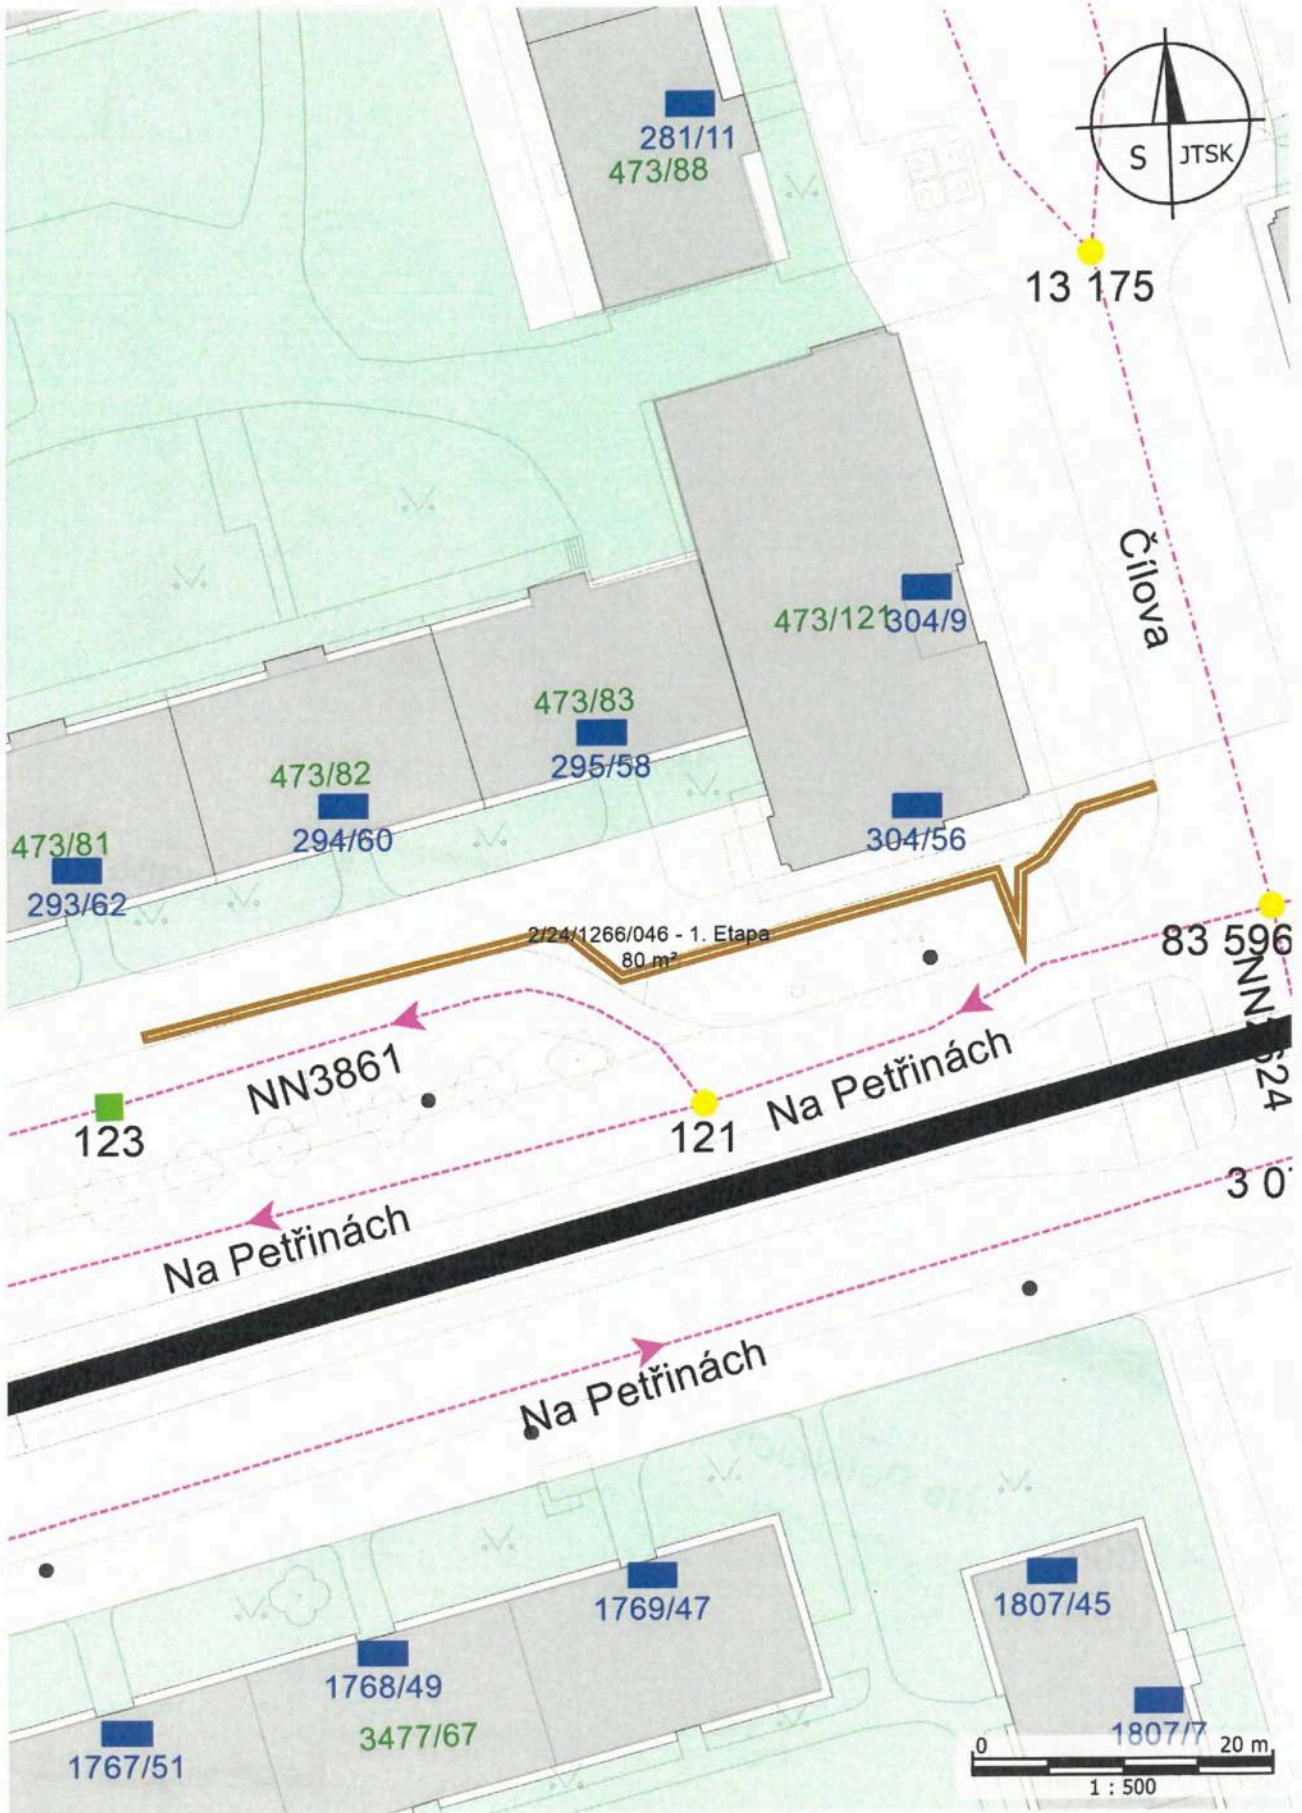 281/11
473/88
S JTSK
13 175
Čílova
473/121
304/9
473/83
295/58
473/82
294/60
304/56
473/81
293/62
2/24/1266/046 - 1. Etapa
80 m²
83 596
NN3861
Na Petřinách
123
121
Na Petřinách
Na Petřinách
1769/47
1807/45
1768/49
3477/67
1767/51
1807/7
0 20 m
1 : 500